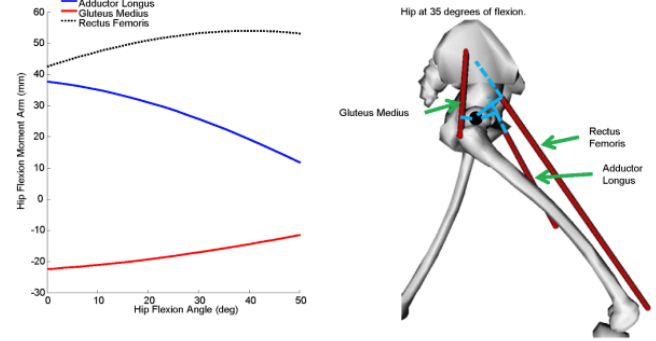 Adductor Longus
Gluteus Medius
Rectus Femoris
60
50
40
30
20
10
0
-10
-20
-30
Hip Flexion Moment Arm (mm)
0
10
20
30
40
50
Hip Flexion Angle (deg)
Hip at 35 degrees of flexion.
Gluteus Medius
Rectus
Femoris
Adductor
Longus